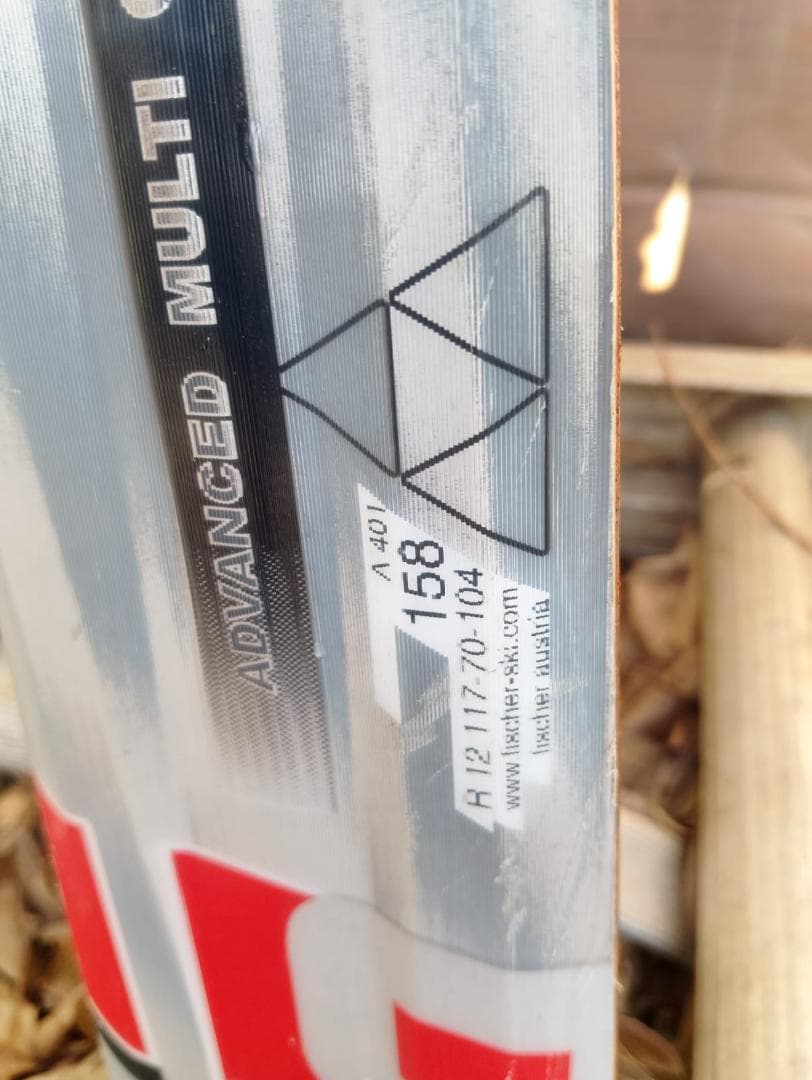 ADVANCED MULTI
A 401
158
R 12 117-70-104
www.fischer-ski.com
fischer austria